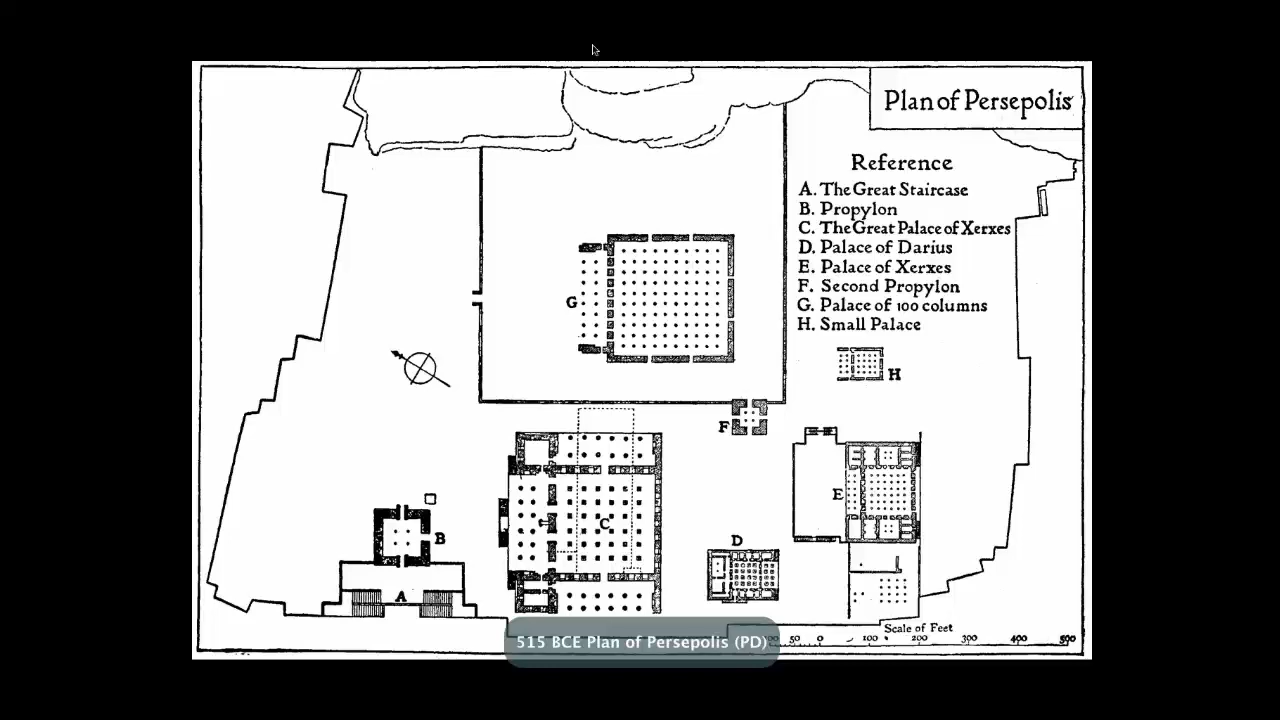 Plan of Persepolis
Reference
A. The Great Staircase
B. Propylon
C. The Great Palace of Xerxes
D. Palace of Darius
E. Palace of Xerxes
F. Second Propylon
G. Palace of 100 columns
H. Small Palace
G
H
F
E
C
B
D
A
Scale of Feet
50 0 100 200 300 400 500
515 BCE Plan of Persepolis (PD)